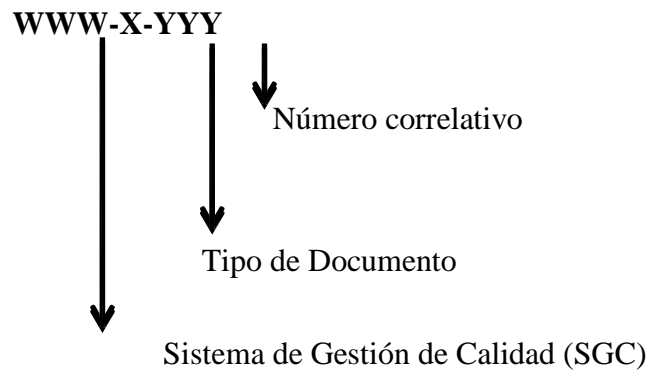 WWW-X-YYY
Número correlativo
Tipo de Documento
Sistema de Gestión de Calidad (SGC)